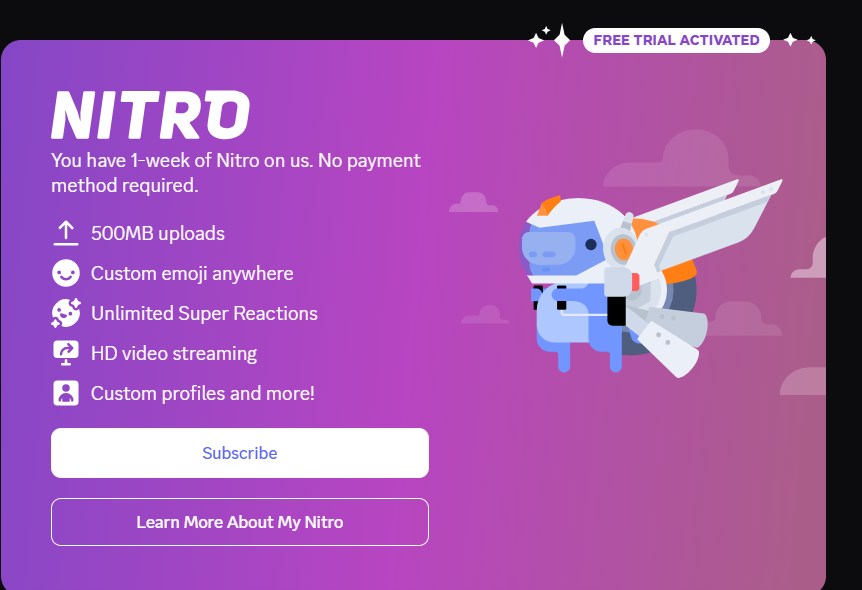 FREE TRIAL ACTIVATED
NITRO
You have 1-week of Nitro on us. No payment
method required.
500MB uploads
Custom emoji anywhere
Unlimited Super Reactions
HD video streaming
Custom profiles and more!
Subscribe
Learn More About My Nitro